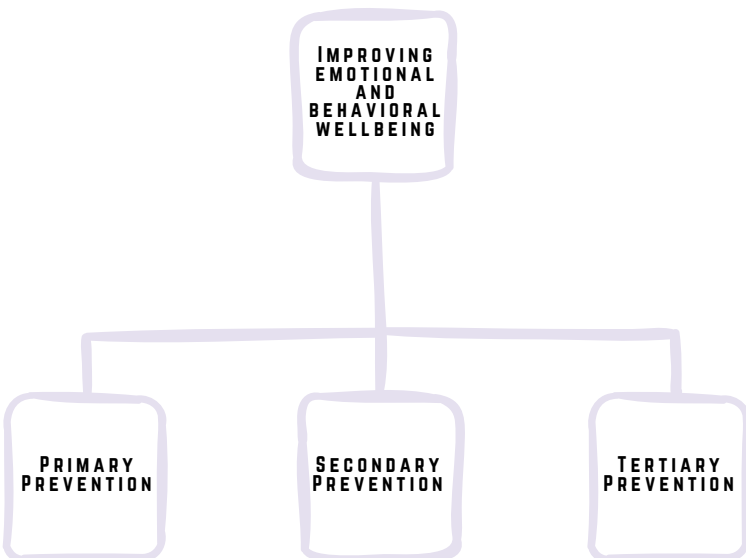 Improving
emotional
and
behavioral
wellbeing
Primary
Prevention
Secondary
Prevention
Tertiary
Prevention